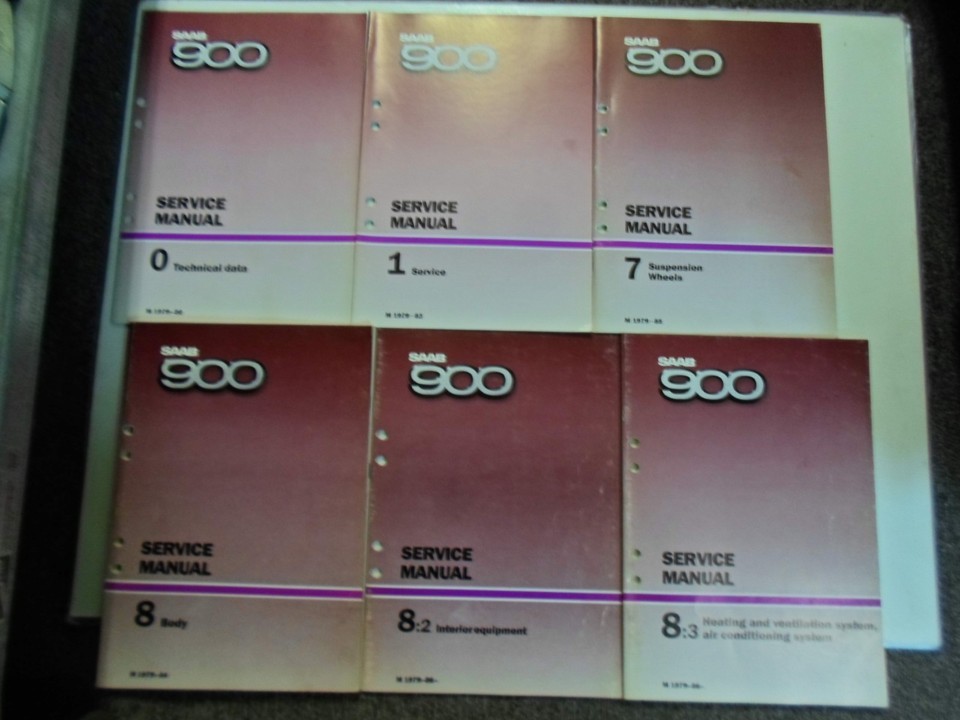 SAAB
900
SERVICE
MANUAL
0 Technical data
SAAB
900
SERVICE
MANUAL
1 Service
SAAB
900
SERVICE
MANUAL
7 Suspension
Wheels
SAAB
900
SERVICE
MANUAL
8 Body
SAAB
900
SERVICE
MANUAL
8:2 Interior equipment
SAAB
900
SERVICE
MANUAL
8:3 Heating and ventilation system,
air conditioning system